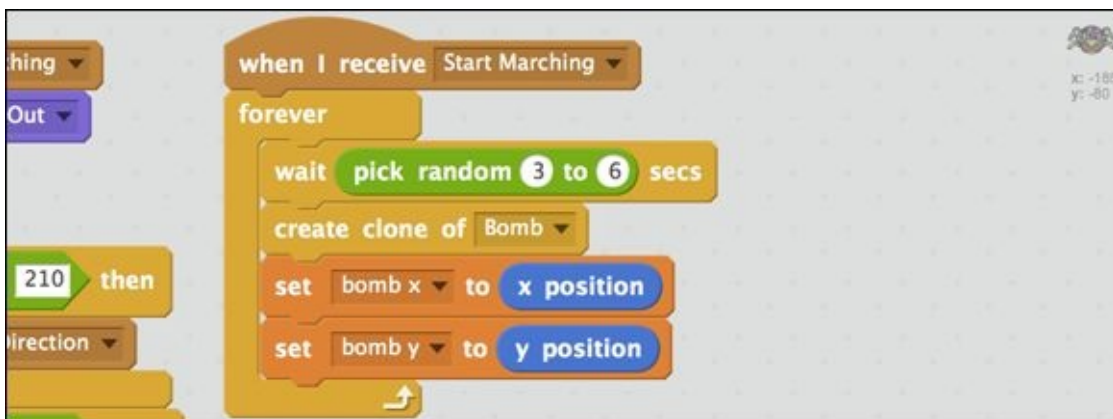 hing
Out
210 then
irection
when I receive Start Marching
forever
wait pick random 3 to 6 secs
create clone of Bomb
set bomb x to x position
set bomb y to y position
y: -80